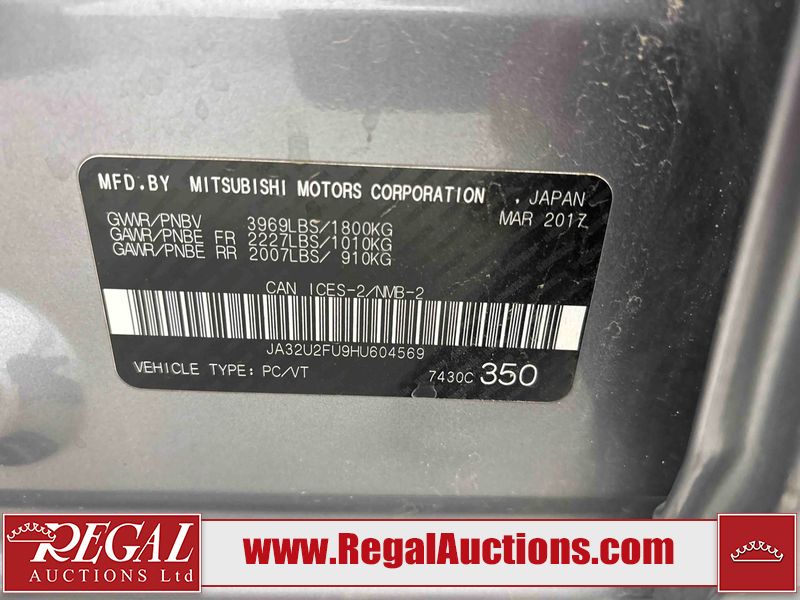 MFD.BY MITSUBISHI MOTORS CORPORATION , JAPAN
MAR 2017
GVWR/PNBV 3969LBS/1800KG
GAWR/PNBE FR 2227LBS/1010KG
GAWR/PNBE RR 2007LBS/ 910KG
CAN ICES-2/NMB-2
JA32U2FU9HU604569
VEHICLE TYPE: PC/VT 7430C 350
REGAL
AUCTIONS Ltd
www.RegalAuctions.com